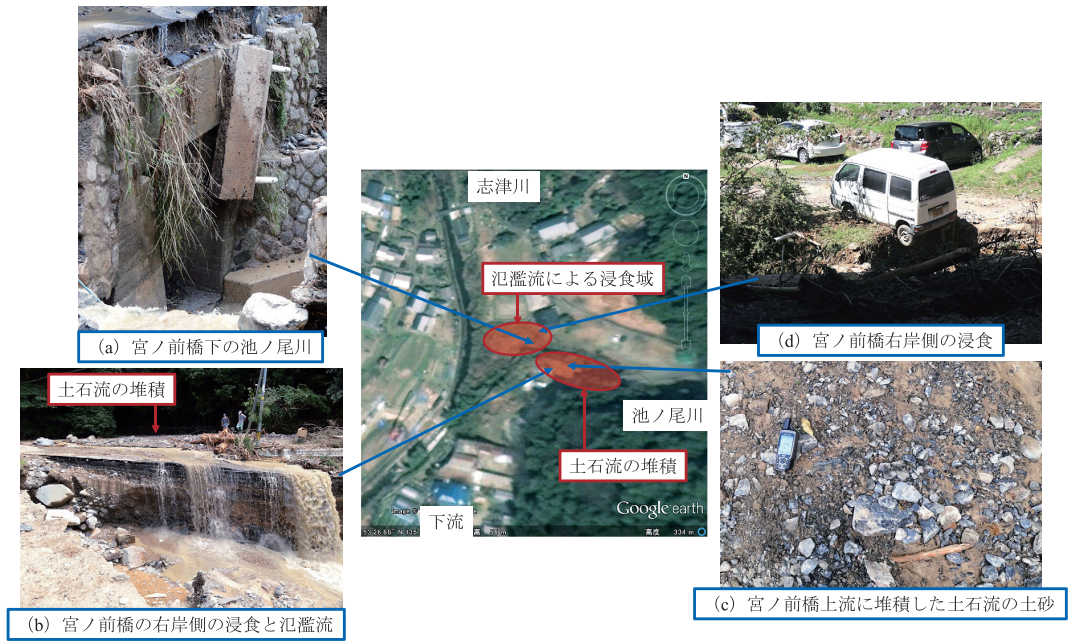 志津川
氾濫流による浸食域
(a) 宮ノ前橋下の池ノ尾川
(d) 宮ノ前橋右岸側の浸食
土石流の堆積
池ノ尾川
土石流の堆積
Google earth
下流
高度 334 m
(b) 宮ノ前橋の右岸側の浸食と氾濫流
(c) 宮ノ前橋上流に堆積した土石流の土砂